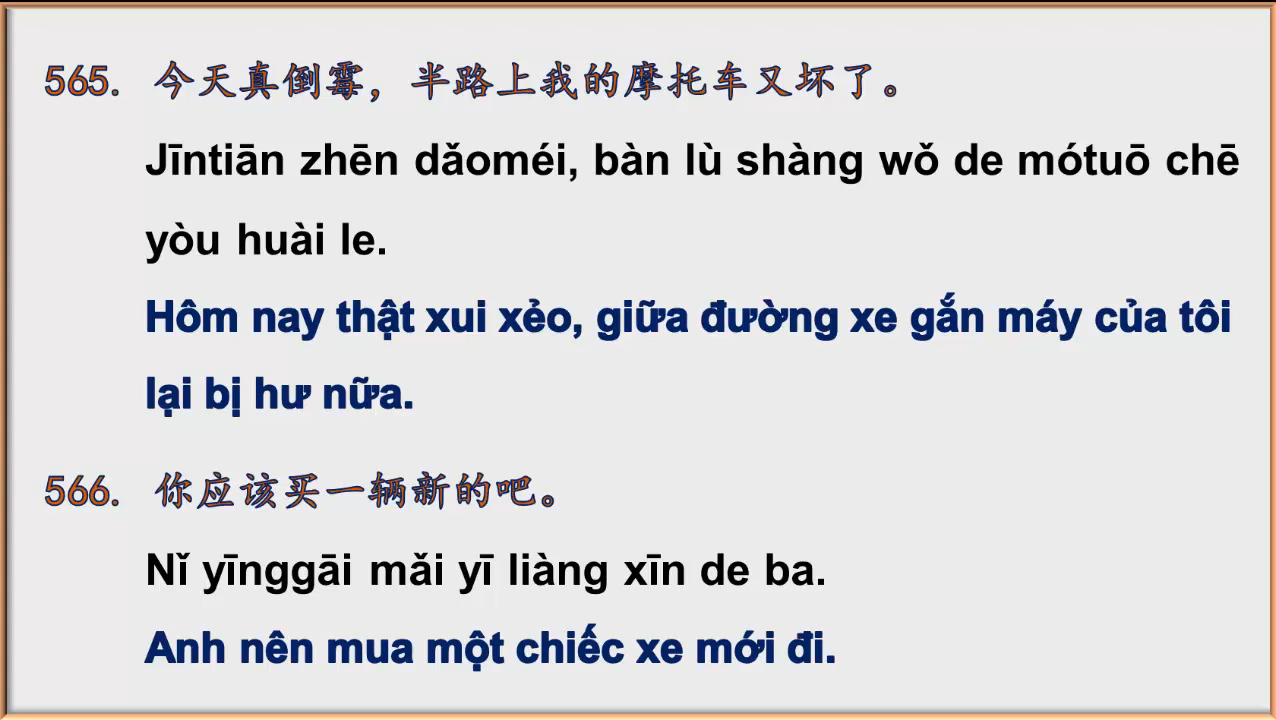 565. 今天真倒霉，半路上我的摩托车又坏了。
Jīntiān zhēn dǎoméi, bàn lù shàng wǒ de mótuō chē
yòu huài le.
Hôm nay thật xui xẻo, giữa đường xe gắn máy của tôi
lại bị hư nữa.
566. 你应该买一辆新的吧。
Nǐ yīnggāi mǎi yī liàng xīn de ba.
Anh nên mua một chiếc xe mới đi.